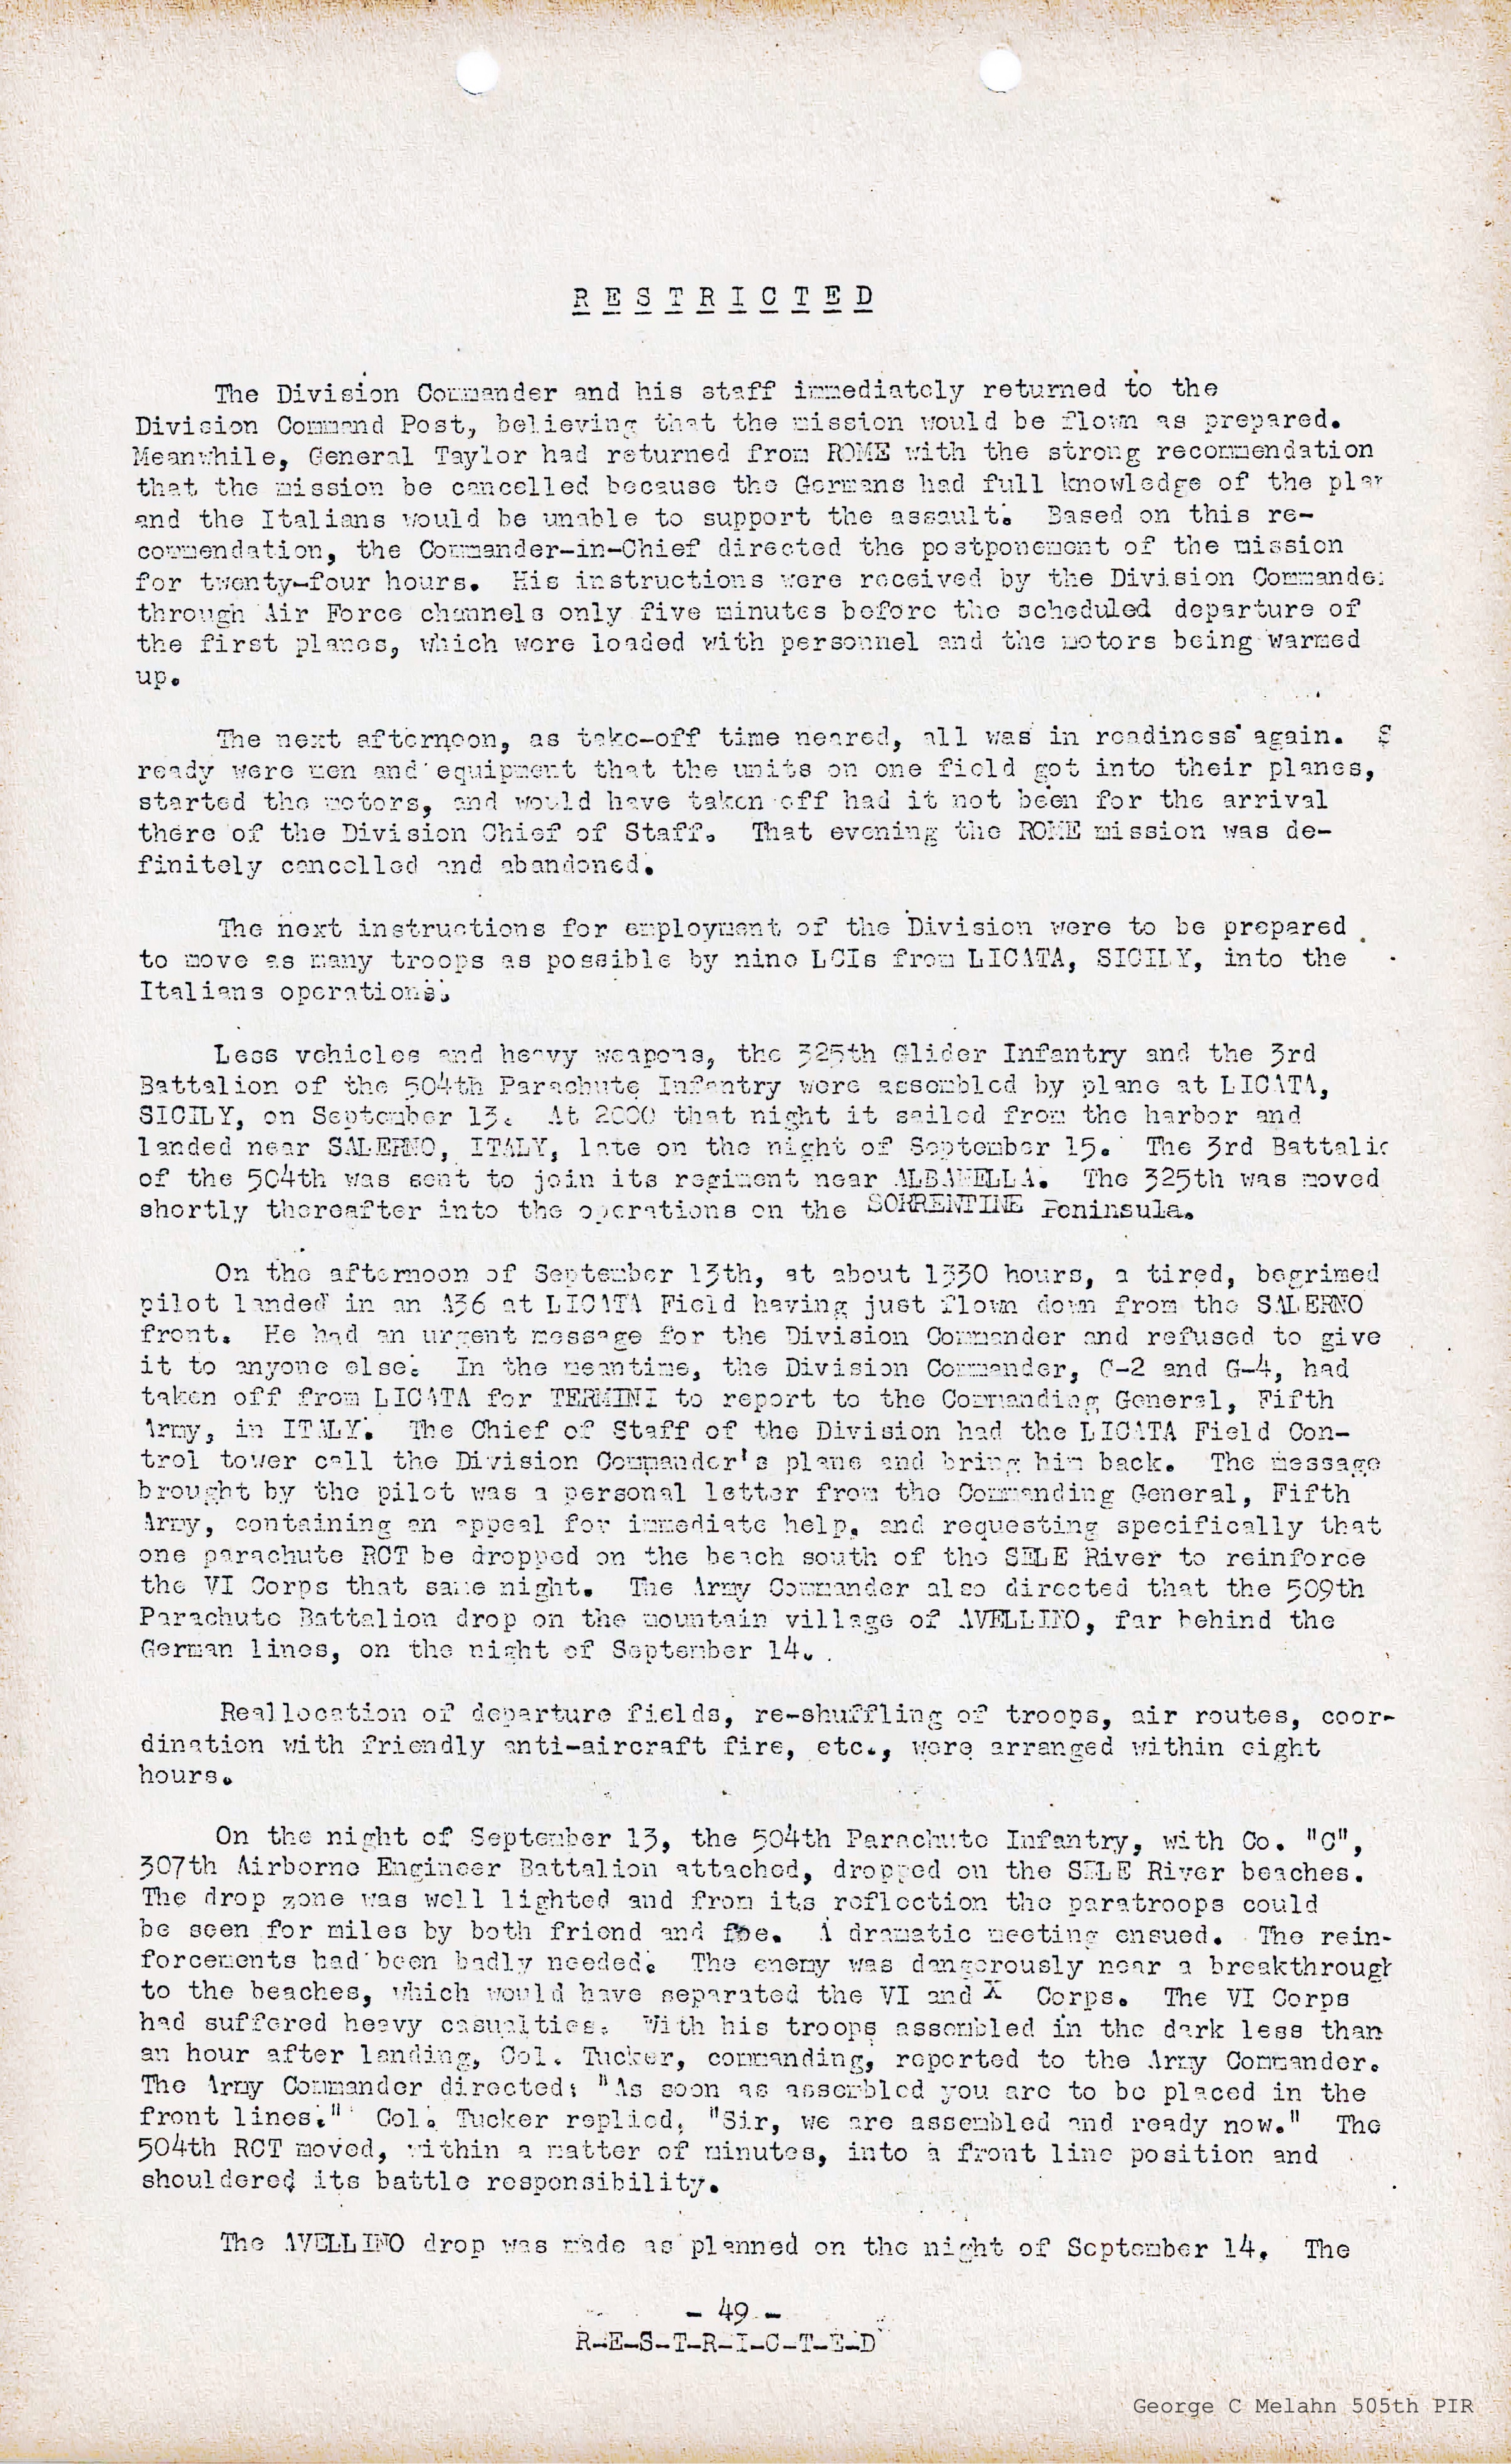 R E S T R I C T E D
The Division Commander and his staff immediately returned to the
Division Command Post, believing that the mission would be flown as prepared.
Meanwhile, General Taylor had returned from ROME with the strong recommendation
that the mission be cancelled because the Germans had full knowledge of the plan
and the Italians would be unable to support the assault. Based on this re-
commendation, the Commander-in-Chief directed the postponement of the mission
for twenty-four hours. His instructions were received by the Division Commander
through Air Force channels only five minutes before the scheduled departure of
the first planes, which were loaded with personnel and the motors being warmed
up.
The next afternoon, as take-off time neared, all was in readiness again. S
ready were men and equipment that the units on one field got into their planes,
started the motors, and would have taken off had it not been for the arrival
there of the Division Chief of Staff. That evening the ROME mission was de-
finitely cancelled and abandoned.
The next instructions for employment of the Division were to be prepared
to move as many troops as possible by nine LCIs from LICATA, SICILY, into the
Italians operations.
Less vehicles and heavy weapons, the 325th Glider Infantry and the 3rd
Battalion of the 504th Parachute Infantry were assembled by plane at LICATA,
SICILY, on September 13. At 2000 that night it sailed from the harbor and
landed near SALERNO, ITALY, late on the night of September 15. The 3rd Battalio
of the 504th was sent to join its regiment near ALBANELLA. The 325th was moved
shortly thereafter into the operations on the SORRENTINE Peninsula.
On the afternoon of September 13th, at about 1330 hours, a tired, begrimed
pilot landed in an A36 at LICATA Field having just flown down from the SALERNO
front. He had an urgent message for the Division Commander and refused to give
it to anyone else. In the meantime, the Division Commander, G-2 and G-4, had
taken off from LICATA for TERMINI to report to the Commanding General, Fifth
Army, in ITALY. The Chief of Staff of the Division had the LICATA Field Con-
trol tower call the Division Commander's plane and bring him back. The message
brought by the pilot was a personal letter from the Commanding General, Fifth
Army, containing an appeal for immediate help, and requesting specifically that
one parachute RCT be dropped on the beach south of the SELE River to reinforce
the VI Corps that same night. The Army Commander also directed that the 509th
Parachute Battalion drop on the mountain village of AVELLINO, far behind the
German lines, on the night of September 14.
Reallocation of departure fields, re-shuffling of troops, air routes, coor-
dination with friendly anti-aircraft fire, etc., were arranged within eight
hours.
On the night of September 13, the 504th Parachute Infantry, with Co. "C",
307th Airborne Engineer Battalion attached, dropped on the SELE River beaches.
The drop zone was well lighted and from its reflection the paratroops could
be seen for miles by both friend and foe. A dramatic meeting ensued. The rein-
forcements had been badly needed. The enemy was dangerously near a breakthrough
to the beaches, which would have separated the VI and X Corps. The VI Corps
had suffered heavy casualties. With his troops assembled in the dark less than
an hour after landing, Col. Tucker, commanding, reported to the Army Commander.
The Army Commander directed: "As soon as assembled you are to be placed in the
front lines." Col. Tucker replied, "Sir, we are assembled and ready now." The
504th RCT moved, within a matter of minutes, into a front line position and
shouldered its battle responsibility.
The AVELLINO drop was made as planned on the night of September 14. The
- 49 -
R-E-S-T-R-I-C-T-E-D
George C Melahn 505th PIR